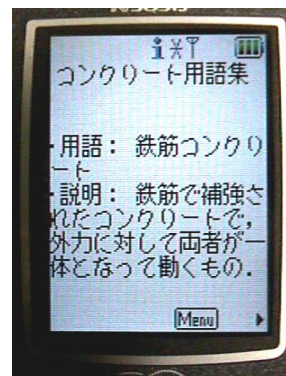 コンクリート用語集
・用語： 鉄筋コンクリ
ート
・説明： 鉄筋で補強さ
れたコンクリートで，
外力に対して両者が一
体となって働くもの．
Menu